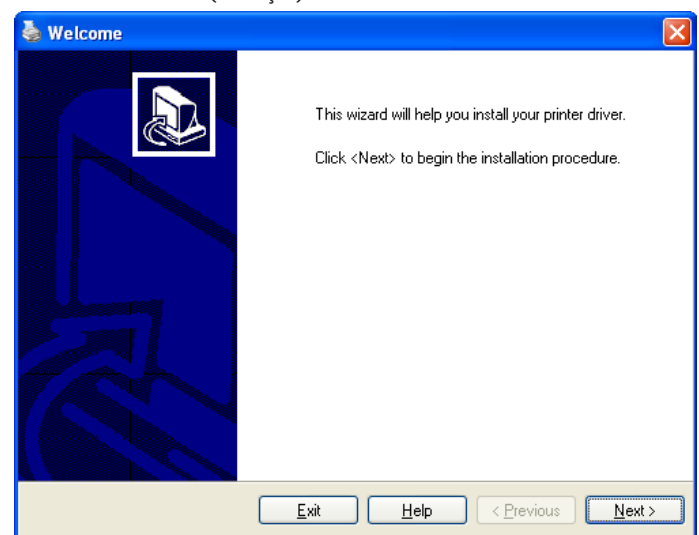 Welcome
This wizard will help you install your printer driver.
Click <Next> to begin the installation procedure.
Exit
Help
< Previous
Next >